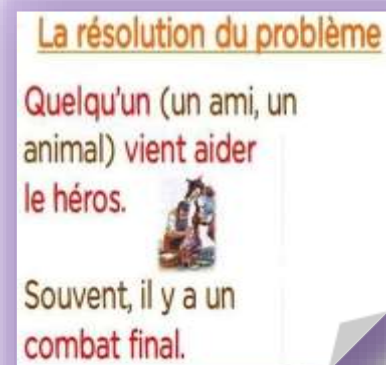 La résolution du problème
Quelqu'un (un ami, un
animal) vient aider
le héros.
Souvent, il y a un
combat final.